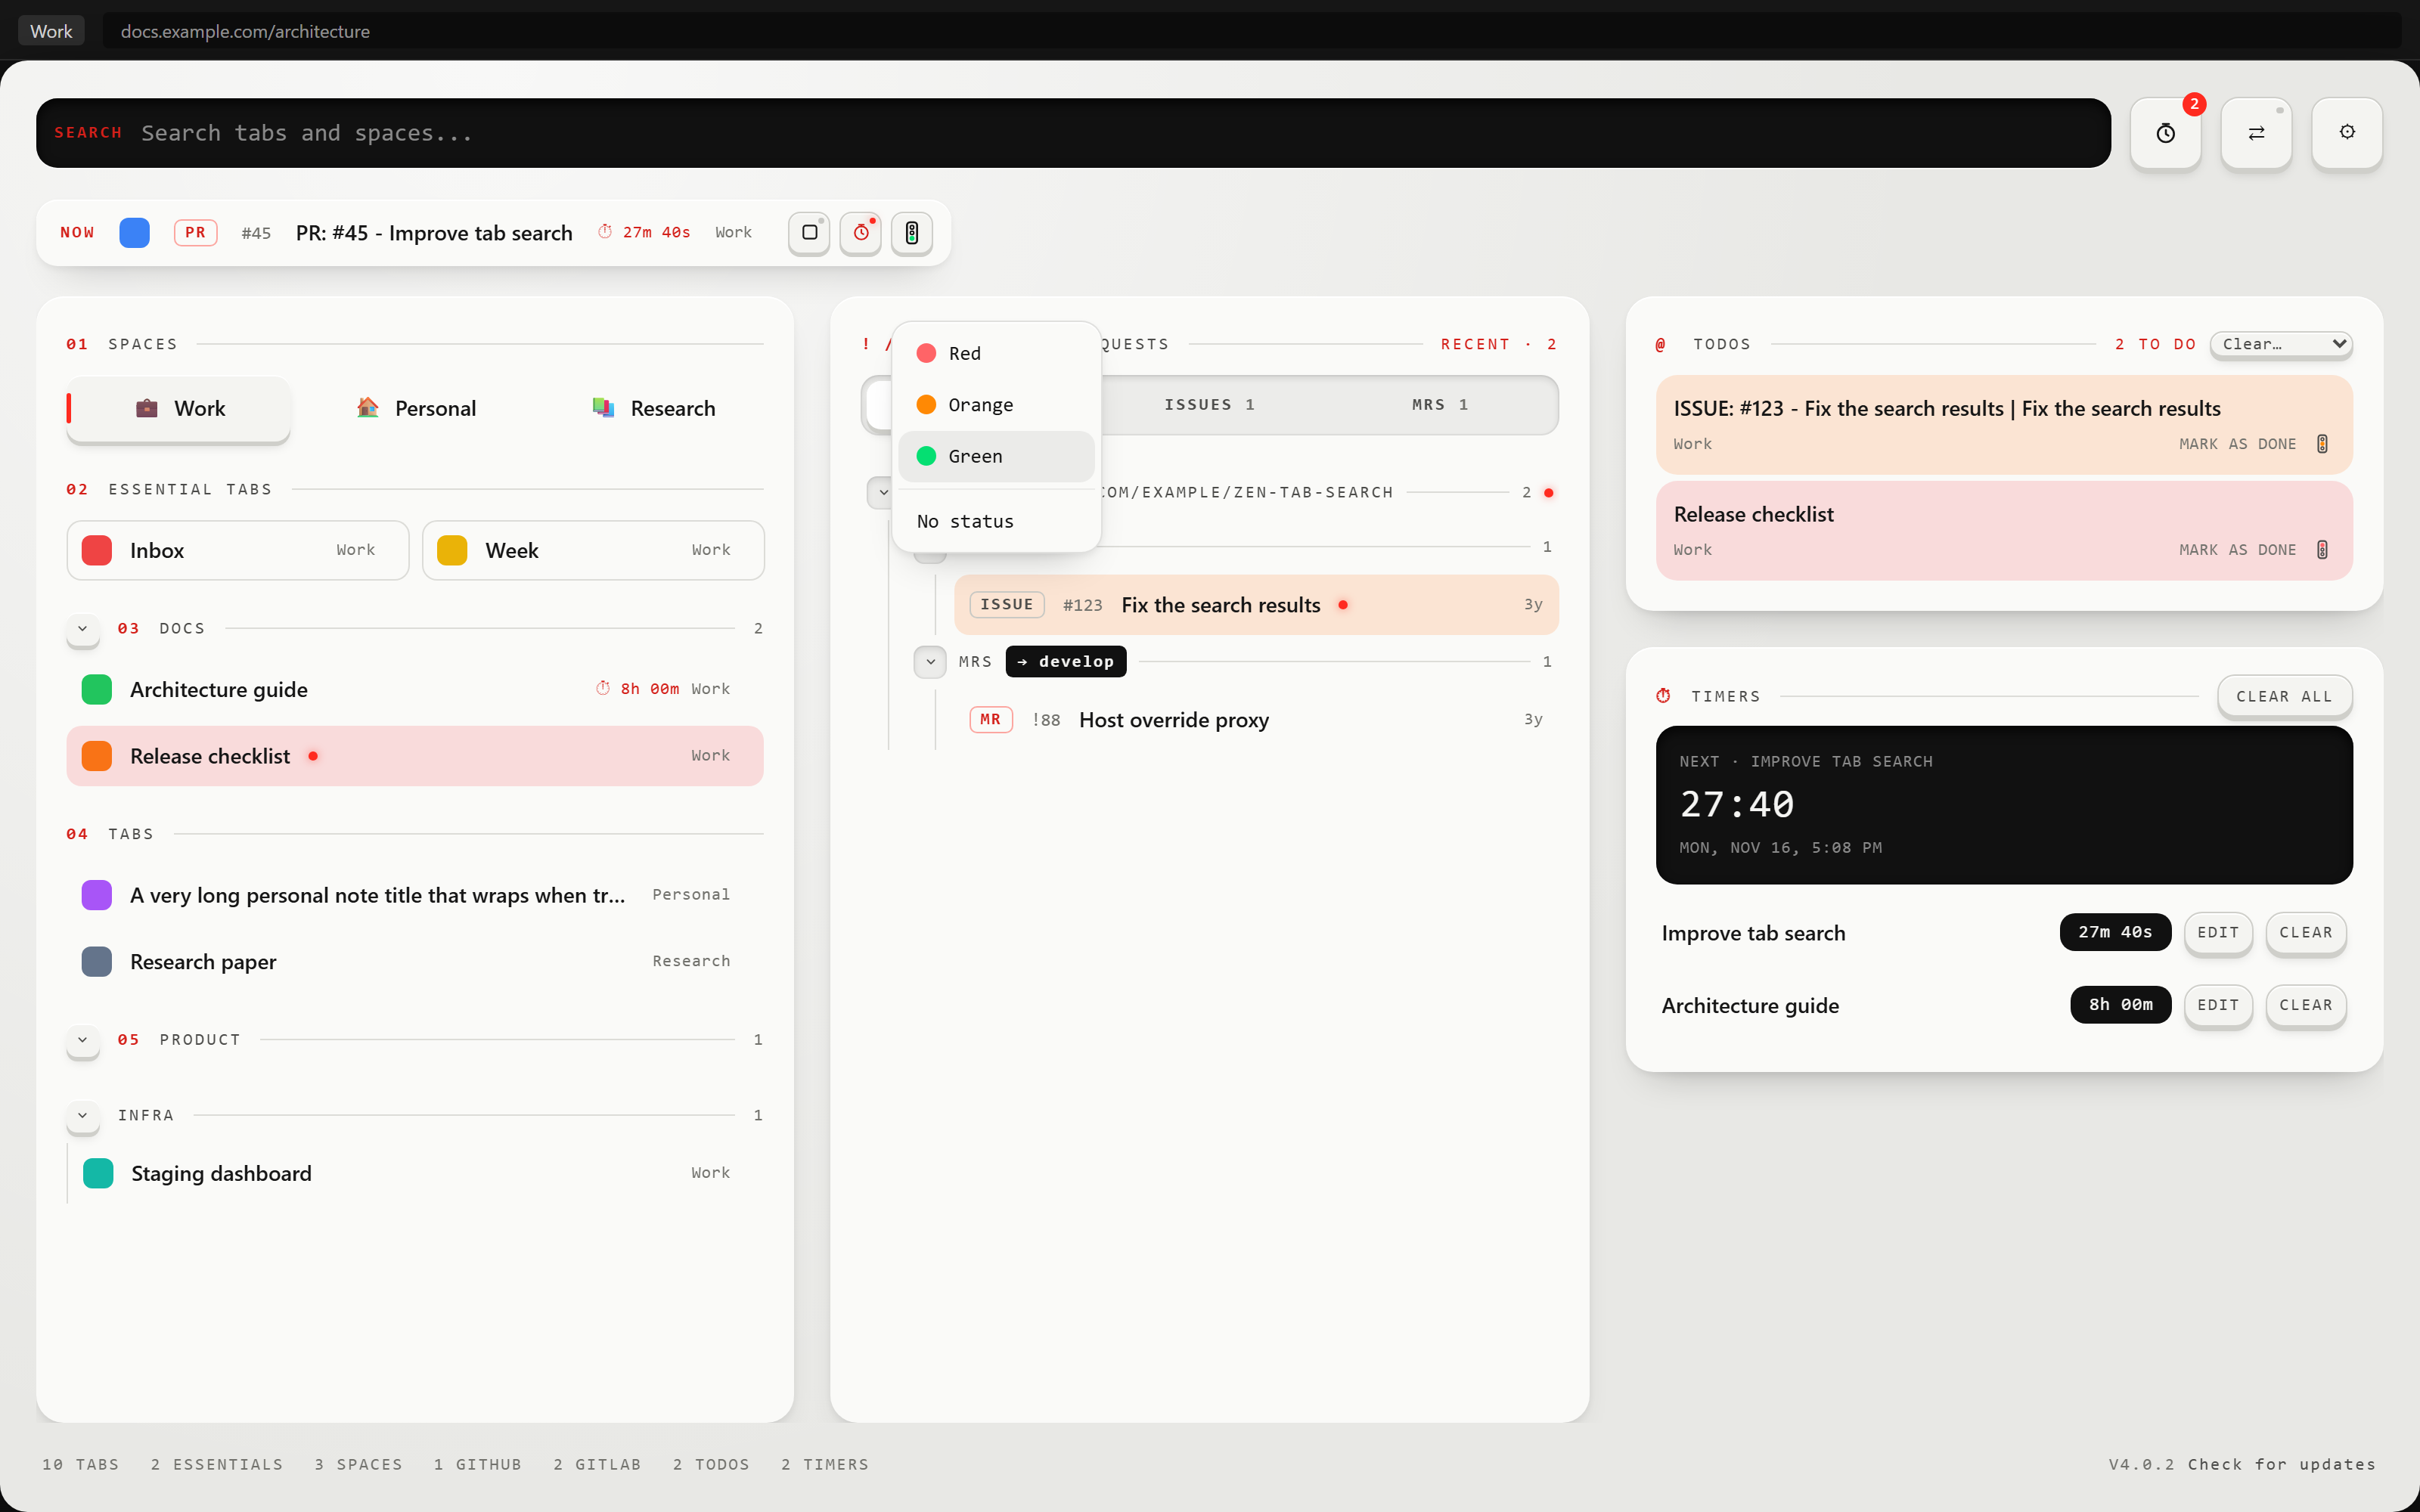 Work docs.example.com/architecture
SEARCH Search tabs and spaces... 2
NOW PR #45 PR: #45 - Improve tab search 27m 40s Work
01 SPACES
Work Personal Research
02 ESSENTIAL TABS
Inbox Work Week Work
03 DOCS 2
Architecture guide 8h 00m Work
Release checklist Work
04 TABS
A very long personal note title that wraps when tr... Personal
Research paper Research
05 PRODUCT 1
INFRA 1
Staging dashboard Work
! / QUESTS RECENT · 2
ISSUES 1 MRS 1
Red
Orange
Green
No status
COM/EXAMPLE/ZEN-TAB-SEARCH 2
1
ISSUE #123 Fix the search results 3y
MRS → develop 1
MR !88 Host override proxy 3y
@ TODOS 2 TO DO Clear…
ISSUE: #123 - Fix the search results | Fix the search results
Work MARK AS DONE
Release checklist
Work MARK AS DONE
TIMERS CLEAR ALL
NEXT · IMPROVE TAB SEARCH
27:40
MON, NOV 16, 5:08 PM
Improve tab search 27m 40s EDIT CLEAR
Architecture guide 8h 00m EDIT CLEAR
10 TABS 2 ESSENTIALS 3 SPACES 1 GITHUB 2 GITLAB 2 TODOS 2 TIMERS V4.0.2 Check for updates